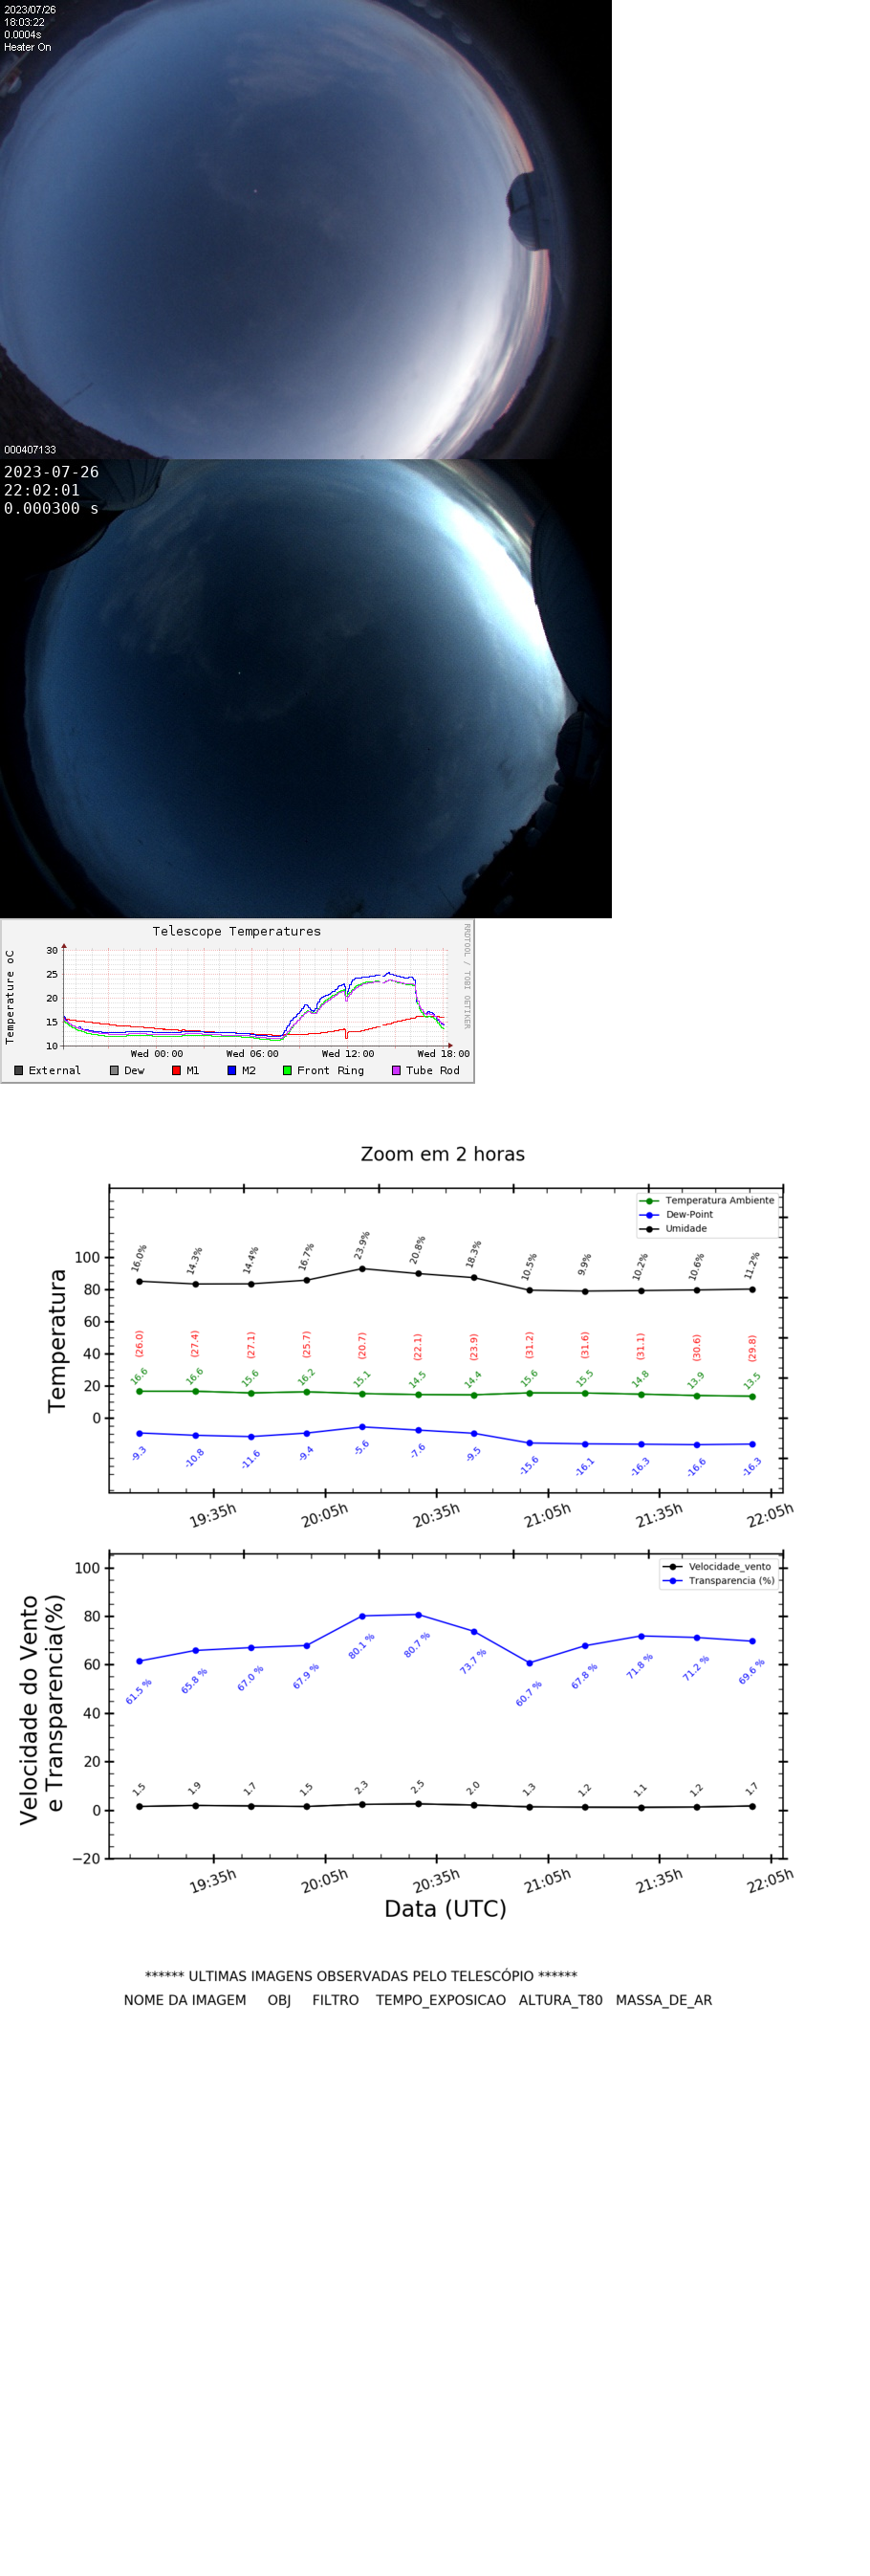 2023/07/26
18:03:22
0.0004s
Heater On
000407133
2023-07-26
22:02:01
0.000300 s
Telescope Temperatures
RRDTOOL / TOBI OETIKER
Temperature oC
30
25
20
15
10
Wed 00:00 Wed 06:00 Wed 12:00 Wed 18:00
External Dew M1 M2 Front Ring Tube Rod
Zoom em 2 horas
Temperatura Ambiente
Dew-Point
Umidade
Temperatura
100
80
60
40
20
0
16.0% 14.3% 14.4% 16.7% 23.9% 20.8% 18.3% 10.5% 9.9% 10.2% 10.6% 11.2%
(26.0) (27.4) (27.1) (25.7) (20.7) (22.1) (23.9) (31.2) (31.6) (31.1) (30.6) (29.8)
16.6 16.6 15.6 16.2 15.1 14.5 14.4 15.6 15.5 14.8 13.9 13.5
-9.3 -10.8 -11.6 -9.4 -5.6 -7.6 -9.5 -15.6 -16.1 -16.3 -16.6 -16.3
19:35h 20:05h 20:35h 21:05h 21:35h 22:05h
Velocidade_vento
Transparencia (%)
Velocidade do Vento
e Transparencia(%)
100
80
60
40
20
0
−20
61.5 % 65.8 % 67.0 % 67.9 % 80.1 % 80.7 % 73.7 % 60.7 % 67.8 % 71.8 % 71.2 % 69.6 %
1.5 1.9 1.7 1.5 2.3 2.5 2.0 1.3 1.2 1.1 1.2 1.7
19:35h 20:05h 20:35h 21:05h 21:35h 22:05h
Data (UTC)
****** ULTIMAS IMAGENS OBSERVADAS PELO TELESCÓPIO ******
NOME DA IMAGEM OBJ FILTRO TEMPO_EXPOSICAO ALTURA_T80 MASSA_DE_AR